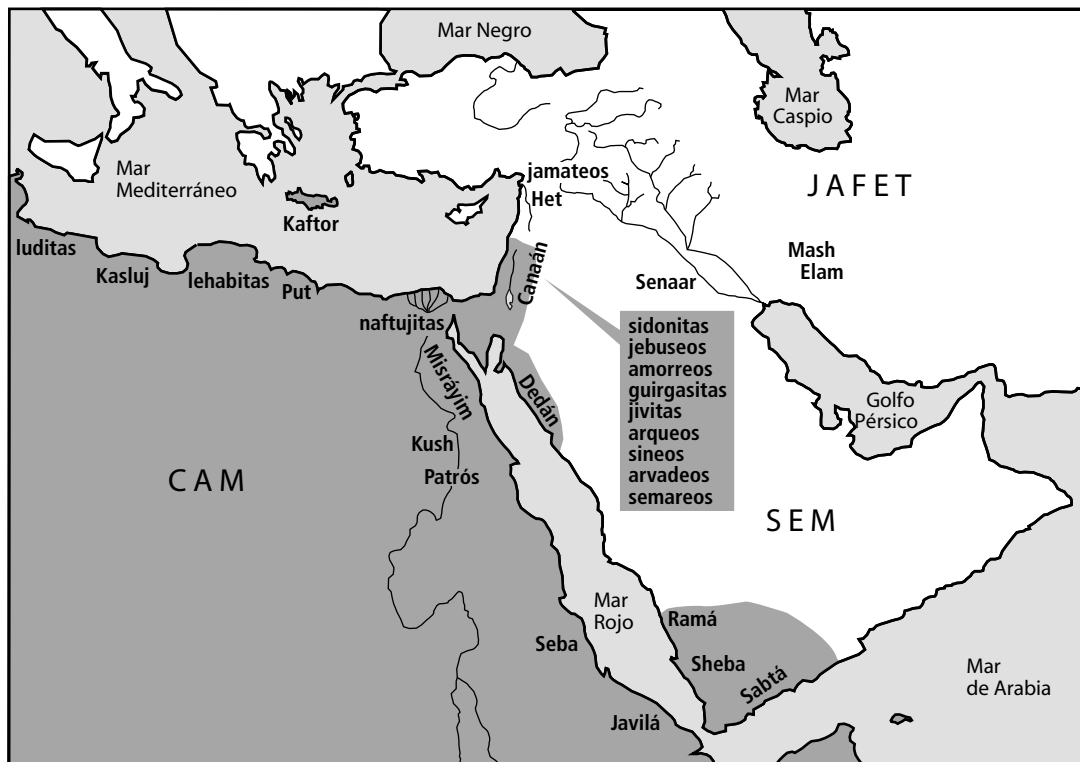 Mar Negro
Mar
Caspio
Mar
Mediterráneo
jamateos
Het
JAFET
Kaftor
luditas
Kasluj
lehabitas
Put
Canaán
Senaar
Mash
Elam
naftujitas
Misráyim
Dedán
sidonitas
jebuseos
amorreos
guirgasitas
jivitas
arqueos
sineos
arvadeos
semareos
Golfo
Pérsico
Kush
Patrós
CAM
SEM
Mar
Rojo
Ramá
Seba
Sheba
Sabtá
Mar
de Arabia
Javilá